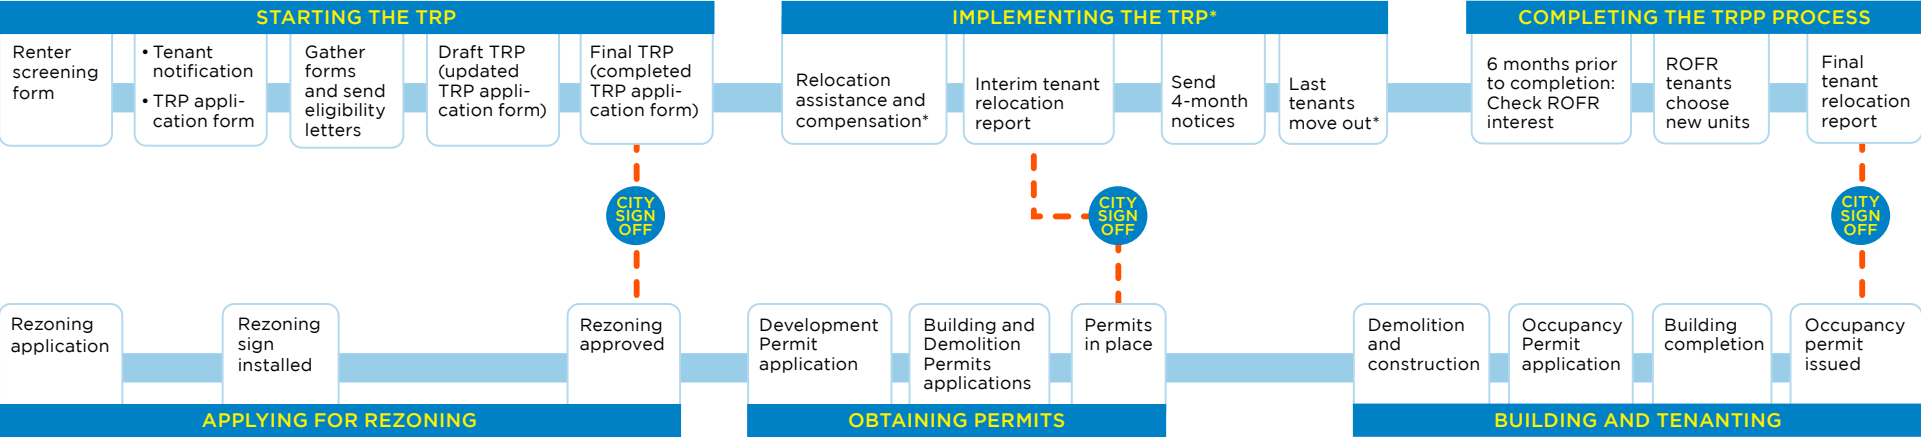 STARTING THE TRP
Renter
screening
form
• Tenant
notification
• TRP appli-
cation form
Gather
forms
and send
eligibility
letters
Draft TRP
(updated
TRP appli-
cation form)
Final TRP
(completed
TRP appli-
cation form)
IMPLEMENTING THE TRP*
Relocation
assistance and
compensation*
Interim tenant
relocation
report
Send
4-month
notices
Last
tenants
move out*
COMPLETING THE TRPP PROCESS
6 months prior
to completion:
Check ROFR
interest
ROFR
tenants
choose
new units
Final
tenant
relocation
report
CITY
SIGN
OFF
CITY
SIGN
OFF
CITY
SIGN
OFF
Rezoning
application
Rezoning
sign
installed
Rezoning
approved
APPLYING FOR REZONING
Development
Permit
application
Building and
Demolition
Permits
applications
Permits
in place
OBTAINING PERMITS
Demolition
and
construction
Occupancy
Permit
application
Building
completion
Occupancy
permit
issued
BUILDING AND TENANTING